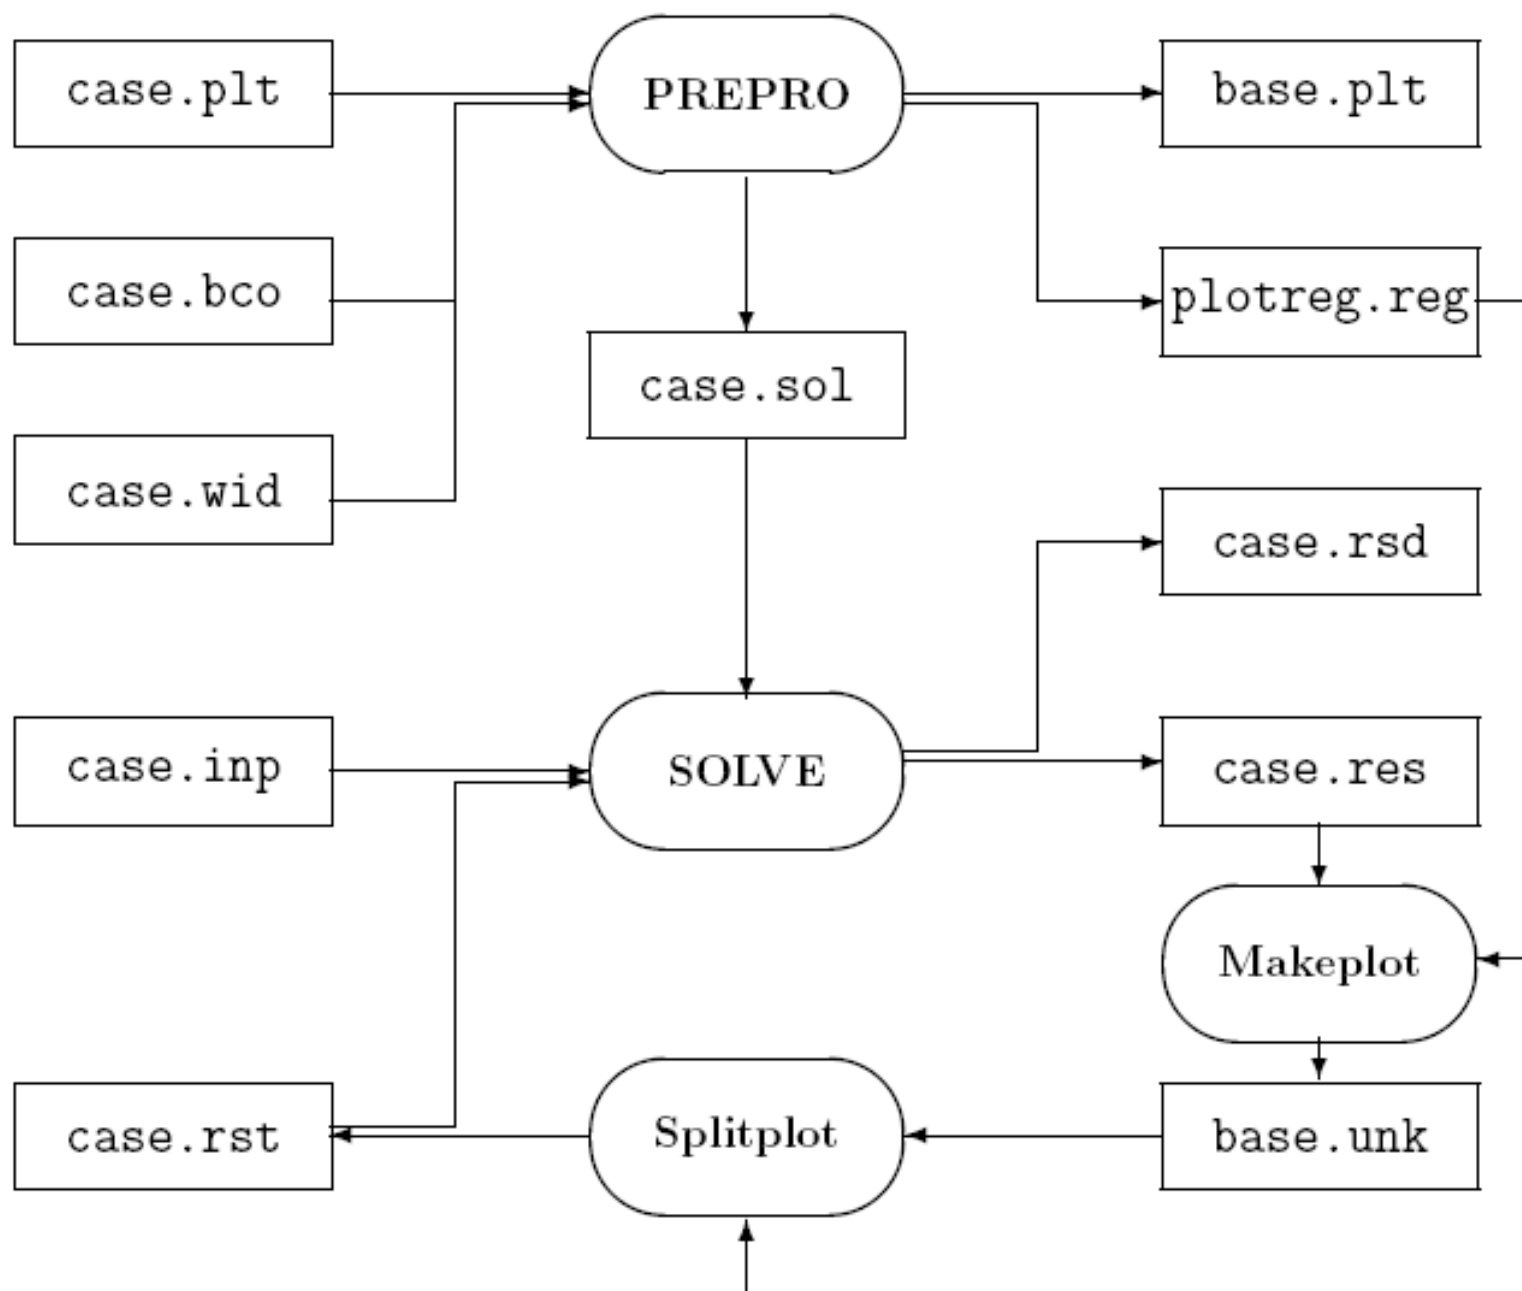 case.plt
PREPRO
base.plt
case.bco
plotreg.reg
case.sol
case.wid
case.rsd
case.inp
SOLVE
case.res
Makeplot
case.rst
Splitplot
base.unk